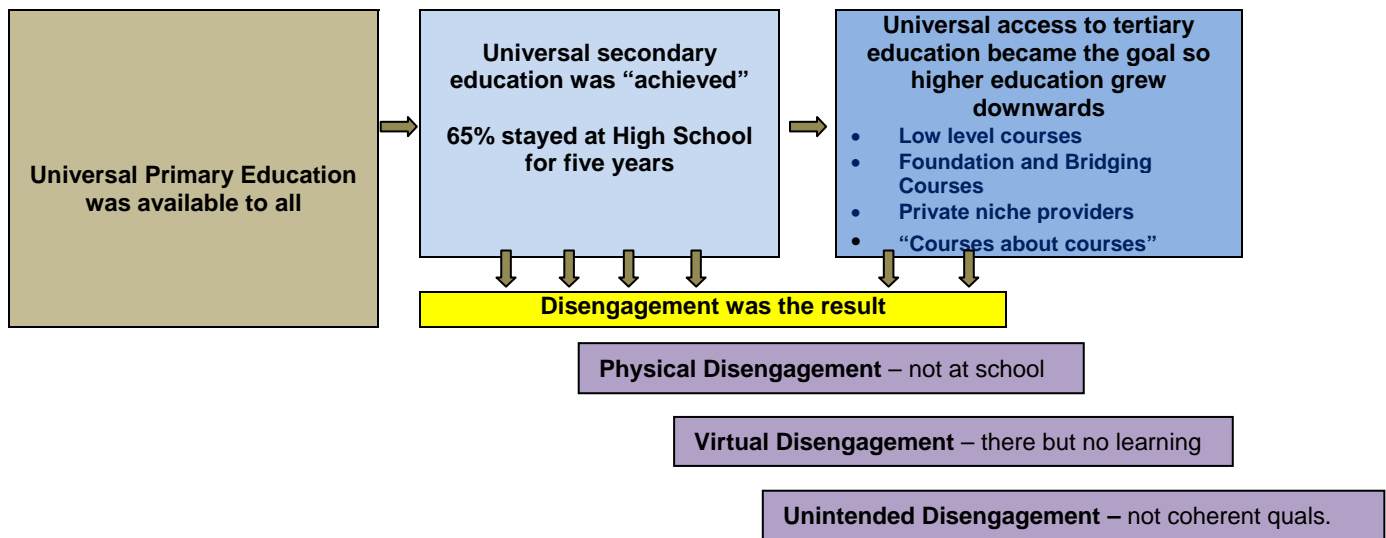 Universal Primary Education
was available to all
Universal secondary
education was “achieved”
65% stayed at High School
for five years
Universal access to tertiary
education became the goal so
higher education grew
downwards
• Low level courses
• Foundation and Bridging
Courses
• Private niche providers
• “Courses about courses”
Disengagement was the result
Physical Disengagement – not at school
Virtual Disengagement – there but no learning
Unintended Disengagement – not coherent quals.